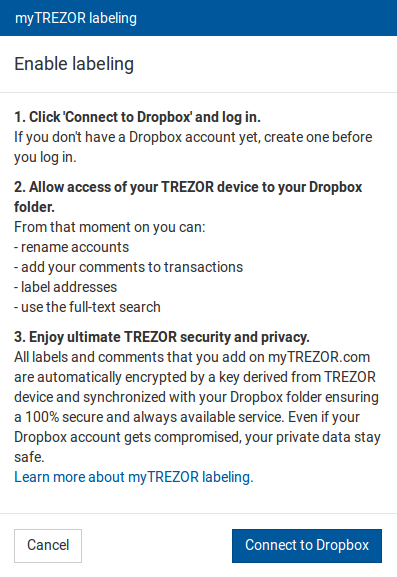 myTREZOR labeling
Enable labeling
1. Click 'Connect to Dropbox' and log in.
If you don't have a Dropbox account yet, create one before
you log in.
2. Allow access of your TREZOR device to your Dropbox
folder.
From that moment on you can:
- rename accounts
- add your comments to transactions
- label addresses
- use the full-text search
3. Enjoy ultimate TREZOR security and privacy.
All labels and comments that you add on myTREZOR.com
are automatically encrypted by a key derived from TREZOR
device and synchronized with your Dropbox folder ensuring
a 100% secure and always available service. Even if your
Dropbox account gets compromised, your private data stay
safe.
Learn more about myTREZOR labeling.
Cancel
Connect to Dropbox